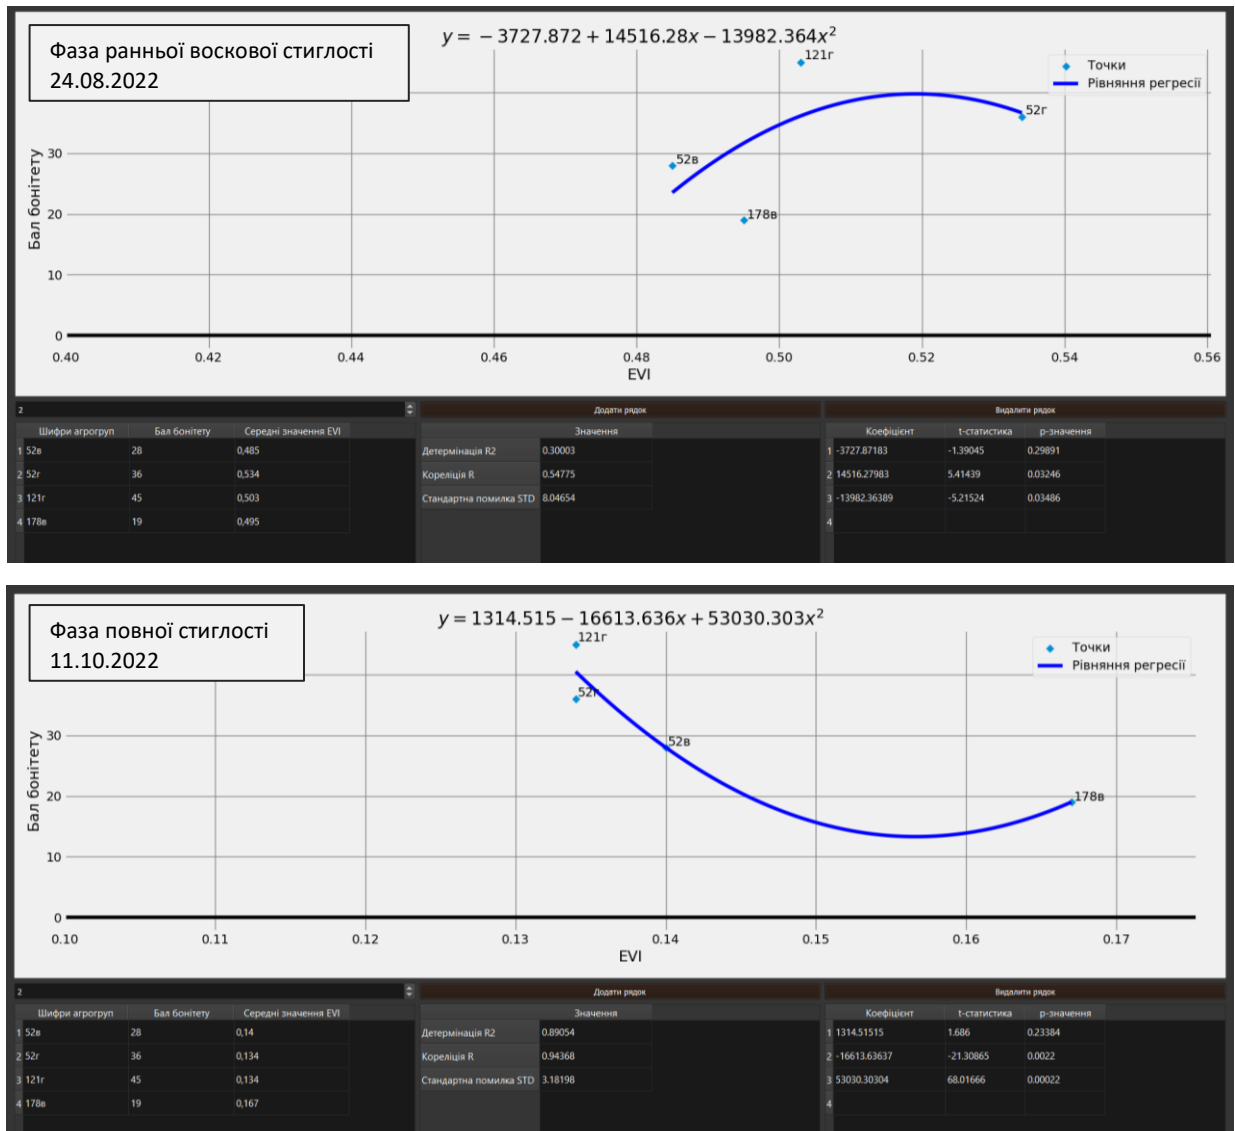 Фаза ранньої воскової стиглості
24.08.2022
y = − 3727.872 + 14516.28x − 13982.364x²
Точки
Рівняння регресії
121г
52г
52в
178в
Бал бонітету
30
20
10
0
0.40 0.42 0.44 0.46 0.48 0.50 0.52 0.54 0.56
EVI
2 Додати рядок Видалити рядок
Шифри агрогруп Бал бонітету Середні значення EVI
1 52в 28 0,485
2 52г 36 0,534
3 121г 45 0,503
4 178в 19 0,495
Значення
Детермінація R2 0.30003
Кореліція R 0.54775
Стандартна помилка STD 8.04654
Коефіцієнт t-статистика p-значення
1 -3727.87183 -1.39045 0.29891
2 14516.27983 5.41439 0.03246
3 -13982.36389 -5.21524 0.03486
4
Фаза повної стиглості
11.10.2022
y = 1314.515 − 16613.636x + 53030.303x²
Точки
Рівняння регресії
121г
52г
52в
178в
Бал бонітету
30
20
10
0
0.10 0.11 0.12 0.13 0.14 0.15 0.16 0.17
EVI
2 Додати рядок Видалити рядок
Шифри агрогруп Бал бонітету Середні значення EVI
1 52в 28 0,14
2 52г 36 0,134
3 121г 45 0,134
4 178в 19 0,167
Значення
Детермінація R2 0.89054
Кореліція R 0.94368
Стандартна помилка STD 3.18198
Коефіцієнт t-статистика p-значення
1 1314.51515 1.686 0.23384
2 -16613.63637 -21.30865 0.0022
3 53030.30304 68.01666 0.00022
4